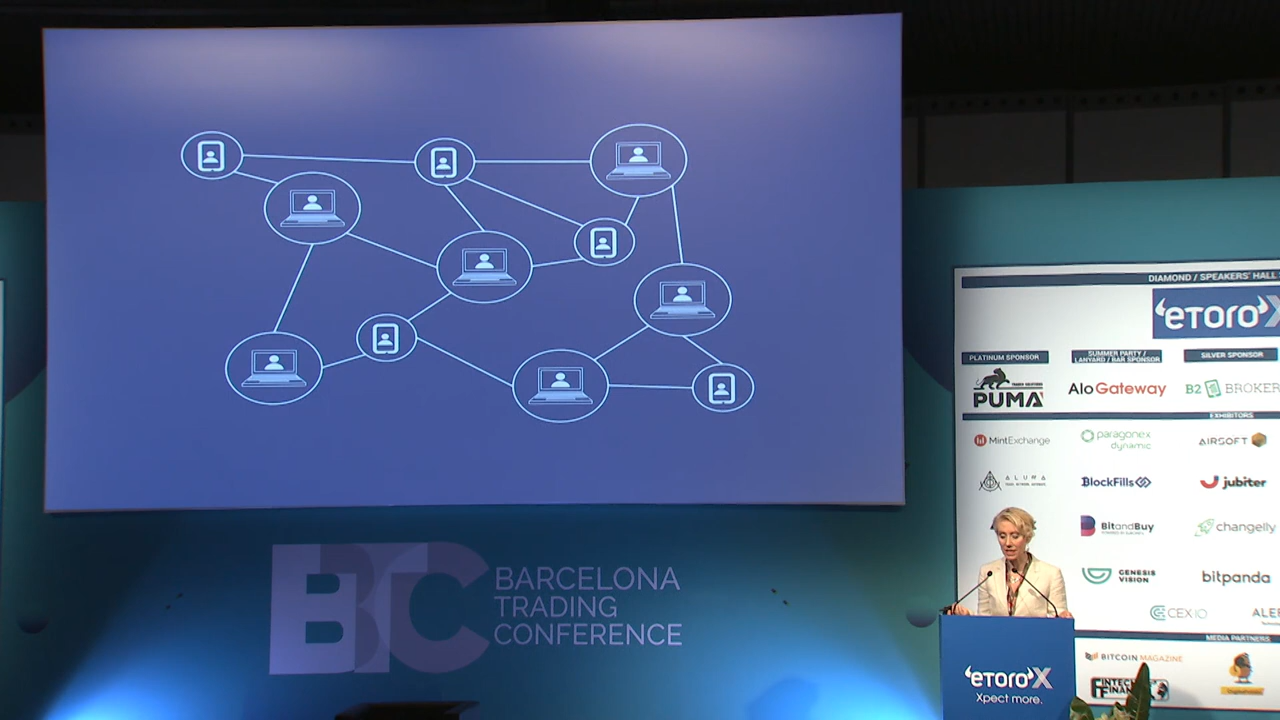 DIAMOND / SPEAKERS' HALL
etoroX
PLATINUM SPONSOR
SUMMER PARTY /
LANYARD / BAR SPONSOR
SILVER SPONSOR
PUMA
AloGateway
B2 BROKER
EXHIBITORS
MintExchange
paragonex
dynamic
AIRSOFT
ALUMA
BlockFills
jubiter
BitandBuy
changelly
GENESIS
VISION
bitpanda
CEX.IO
MEDIA PARTNERS
BITCOIN MAGAZINE
BTC
BARCELONA
TRADING
CONFERENCE
etoroX
Xpect more.